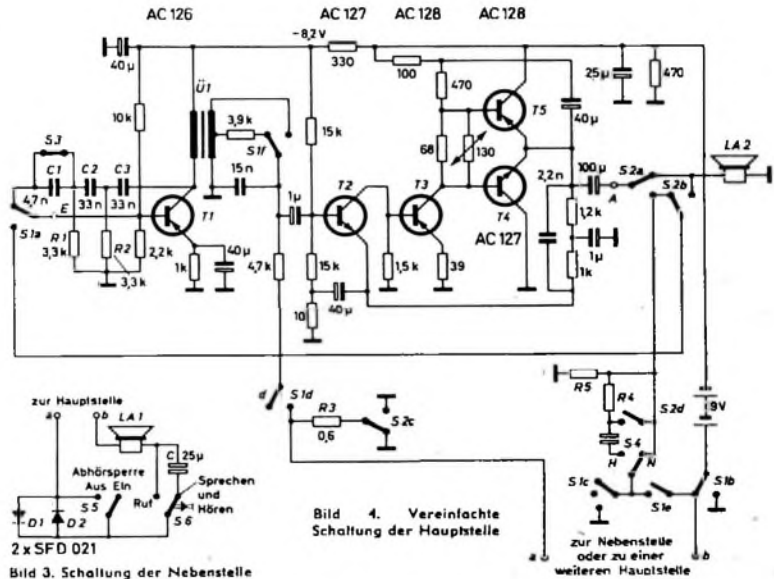 AC 126 AC 127 AC 128 AC 128
-8,2V
40µ
330
100
25µ
470
Ü1
470
T5
10k
3,9k
S1f
15k
40µ
S3
68
130
C1 C2 C3
15n
100µ
S2a
LA2
4,7n 33n 33n
1µ
T2
T3
2,2n
S2b
E
T1
T4
A
S1a
R1
R2
40µ
AC 127
1,2k
3,3k
2,2k
1k
4,7k
15k
1,5k
39
1µ
3,3k
40µ
1k
10
zur Hauptstelle
R5
R4
a b LA1
d S1d
S2d
9V
R3
S2c
C 25µ
0,6
S4
Abhörsperre
Sprechen
H N
Aus Ein
und
S1c
S1b
Ruf
Hören
S1e
D1 D2
S5
S6
Bild 4. Vereinfachte
Schaltung der Hauptstelle
2 x SFD 021
zur Nebenstelle
a oder zu einer b
weiteren Hauptstelle
Bild 3. Schaltung der Nebenstelle